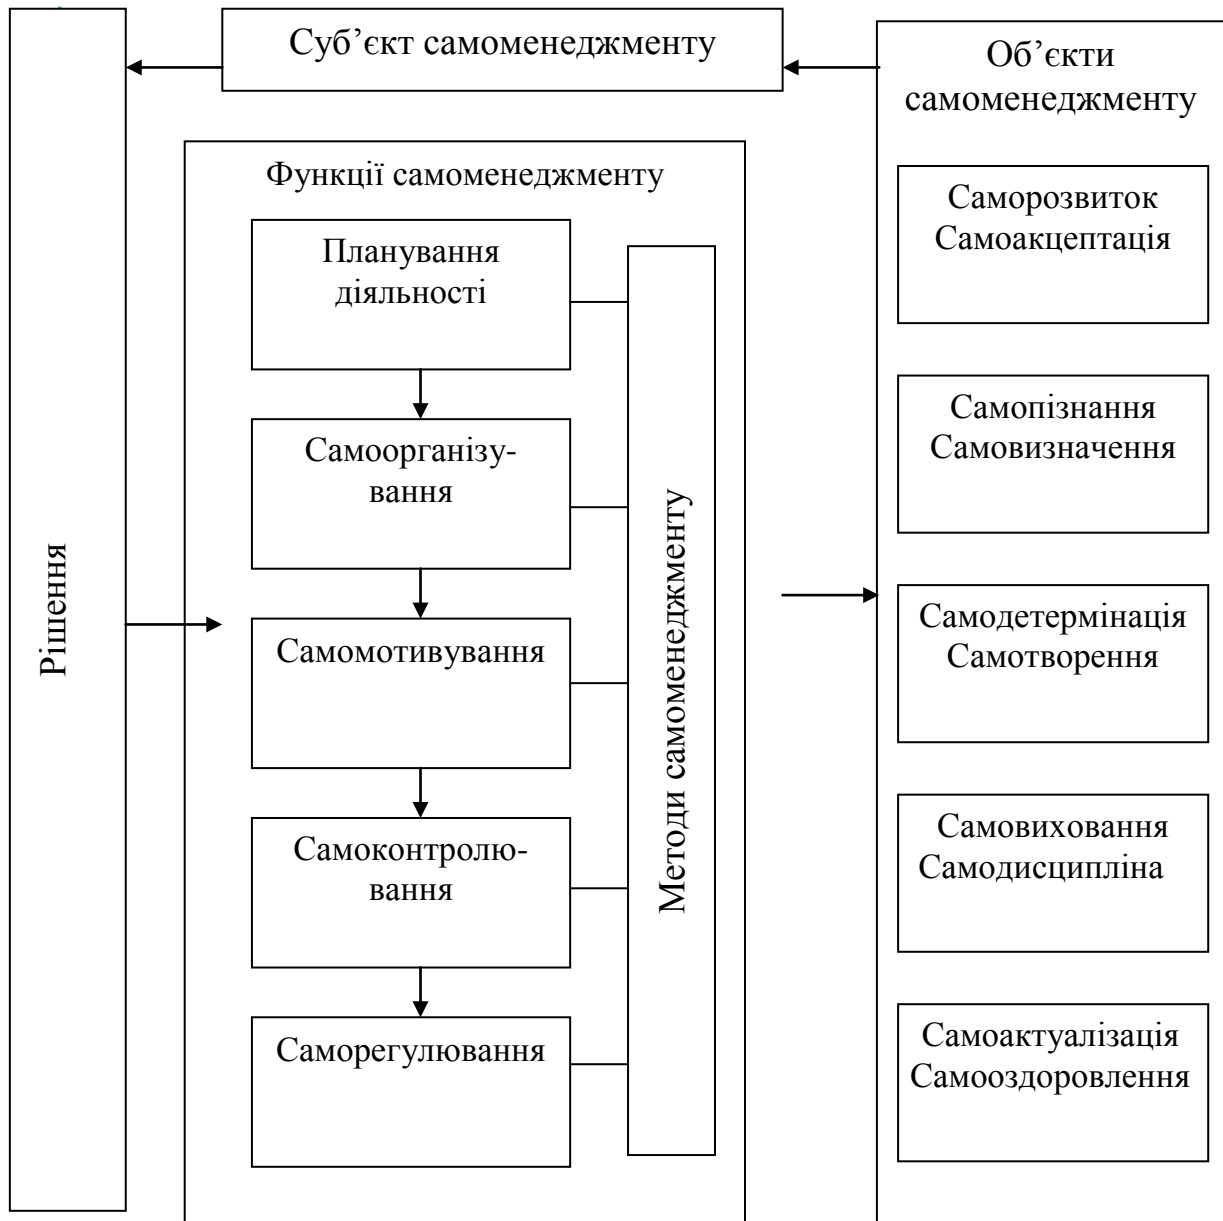 Суб’єкт самоменеджменту
Об’єкти
самоменеджменту
Рішення
Функції самоменеджменту
Планування
діяльності
Самоорганізу-
вання
Самомотивування
Самоконтролю-
вання
Саморегулювання
Методи самоменеджменту
Саморозвиток
Самоакцептація
Самопізнання
Самовизначення
Самодетермінація
Самотворення
Самовиховання
Самодисципліна
Самоактуалізація
Самооздоровлення